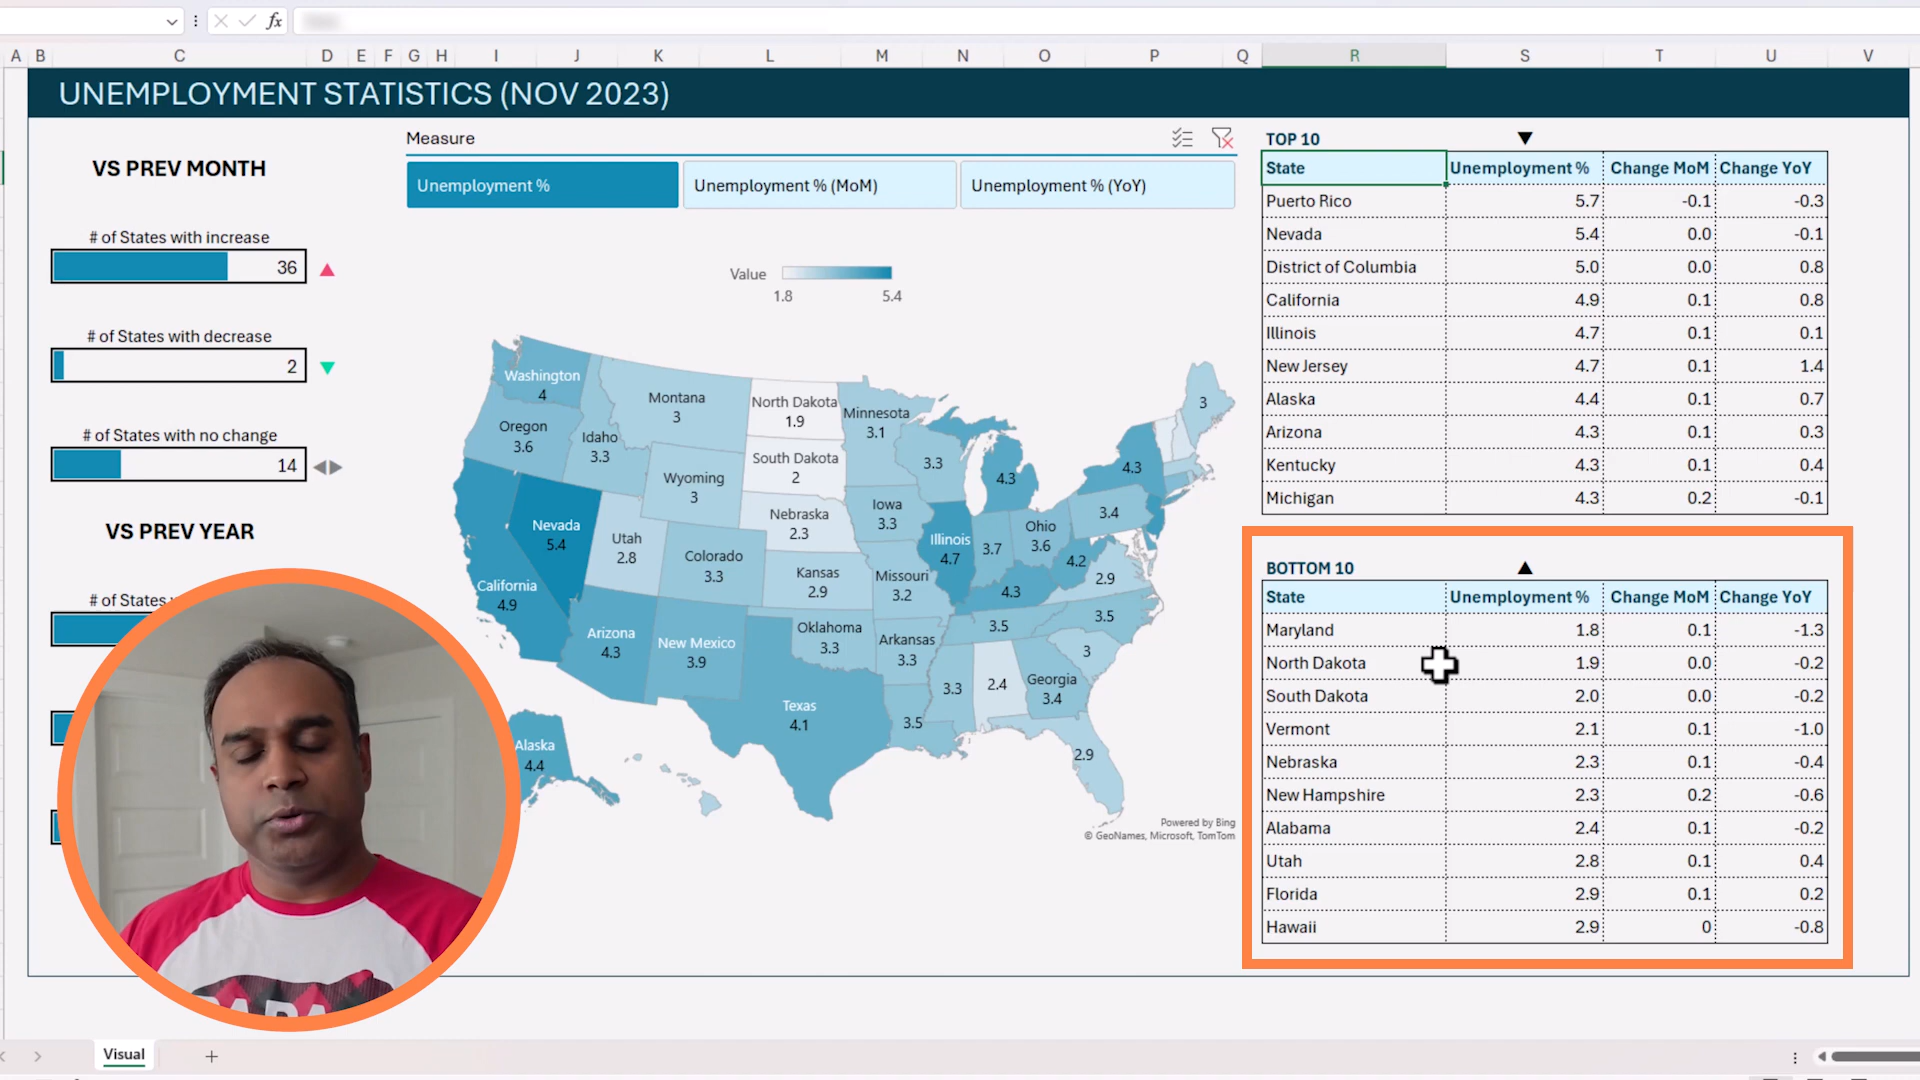 A B C D E F G H I J K L M N O P Q R S T U V
UNEMPLOYMENT STATISTICS (NOV 2023)
VS PREV MONTH
# of States with increase
36
# of States with decrease
2
# of States with no change
14
VS PREV YEAR
# of States
Measure
Unemployment %
Unemployment % (MoM)
Unemployment % (YoY)
Value
1.8 5.4
Washington
4
Montana
3
North Dakota
1.9
Minnesota
3.1
3
Oregon
3.6
Idaho
3.3
South Dakota
2
3.3
4.3
4.3
Wyoming
3
Nebraska
2.3
Iowa
3.3
3.4
Nevada
5.4
Utah
2.8
Colorado
3.3
Illinois
4.7
3.7
Ohio
3.6
4.2
2.9
California
4.9
Kansas
2.9
Missouri
3.2
4.3
3.5
Arizona
4.3
New Mexico
3.9
Oklahoma
3.3
Arkansas
3.3
3.5
3
Texas
4.1
3.3
2.4
Georgia
3.4
3.5
2.9
Alaska
4.4
Powered by Bing
© GeoNames, Microsoft, TomTom
TOP 10 ▼
State Unemployment % Change MoM Change YoY
Puerto Rico 5.7 -0.1 -0.3
Nevada 5.4 0.0 -0.1
District of Columbia 5.0 0.0 0.8
California 4.9 0.1 0.8
Illinois 4.7 0.1 0.1
New Jersey 4.7 0.1 1.4
Alaska 4.4 0.1 0.7
Arizona 4.3 0.1 0.3
Kentucky 4.3 0.1 0.4
Michigan 4.3 0.2 -0.1
BOTTOM 10 ▲
State Unemployment % Change MoM Change YoY
Maryland 1.8 0.1 -1.3
North Dakota 1.9 0.0 -0.2
South Dakota 2.0 0.0 -0.2
Vermont 2.1 0.1 -1.0
Nebraska 2.3 0.1 -0.4
New Hampshire 2.3 0.2 -0.6
Alabama 2.4 0.1 -0.2
Utah 2.8 0.1 0.4
Florida 2.9 0.1 0.2
Hawaii 2.9 0 -0.8
Visual